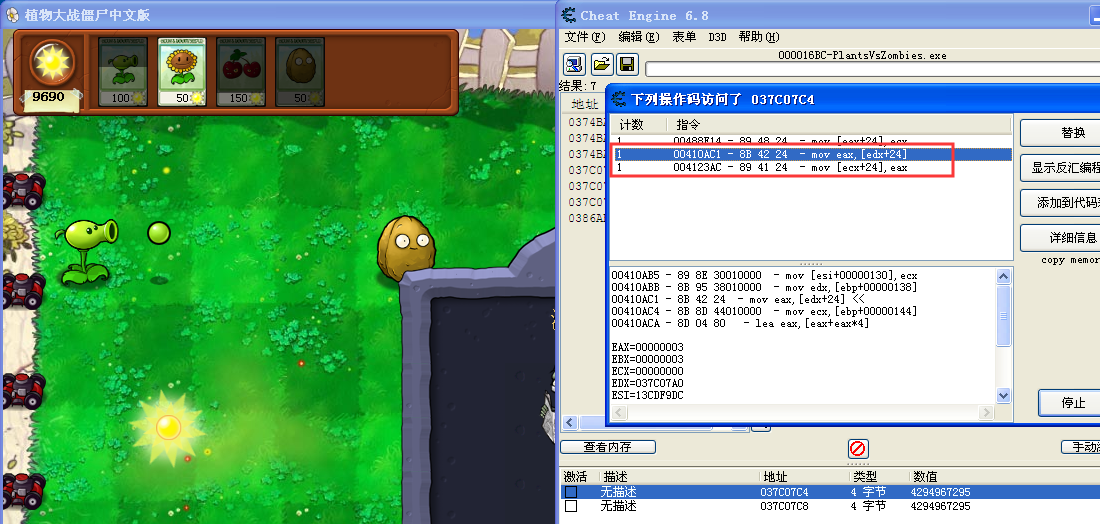 植物大战僵尸中文版
9690
100
50
150
50
Cheat Engine 6.8
文件(F) 编辑(E) 表单 D3D 帮助(H)
000016BC-PlantsVsZombies.exe
结果:7
地址
0374B
0374B
0374B
037C0
037C0
037C0
0386A
下列操作码访问了 037C07C4
计数 指令
1 00488E14 - 89 48 24 - mov [eax+24],ecx
1 00410AC1 - 8B 42 24 - mov eax,[edx+24]
1 004123AC - 89 41 24 - mov [ecx+24],eax
替换
显示反汇编程
添加到代码
详细信息
copy memor
00410AB5 - 89 8E 30010000 - mov [esi+00000130],ecx
00410ABB - 8B 95 38010000 - mov edx,[ebp+00000138]
00410AC1 - 8B 42 24 - mov eax,[edx+24] <<
00410AC4 - 8B 8D 44010000 - mov ecx,[ebp+00000144]
00410ACA - 8D 04 80 - lea eax,[eax+eax*4]
EAX=00000003
EBX=00000003
ECX=00000000
EDX=037C07A0
ESI=13CDF9DC
停止
查看内存
手动
激活 描述 地址 类型 数值
无描述 037C07C4 4 字节 4294967295
无描述 037C07C8 4 字节 4294967295